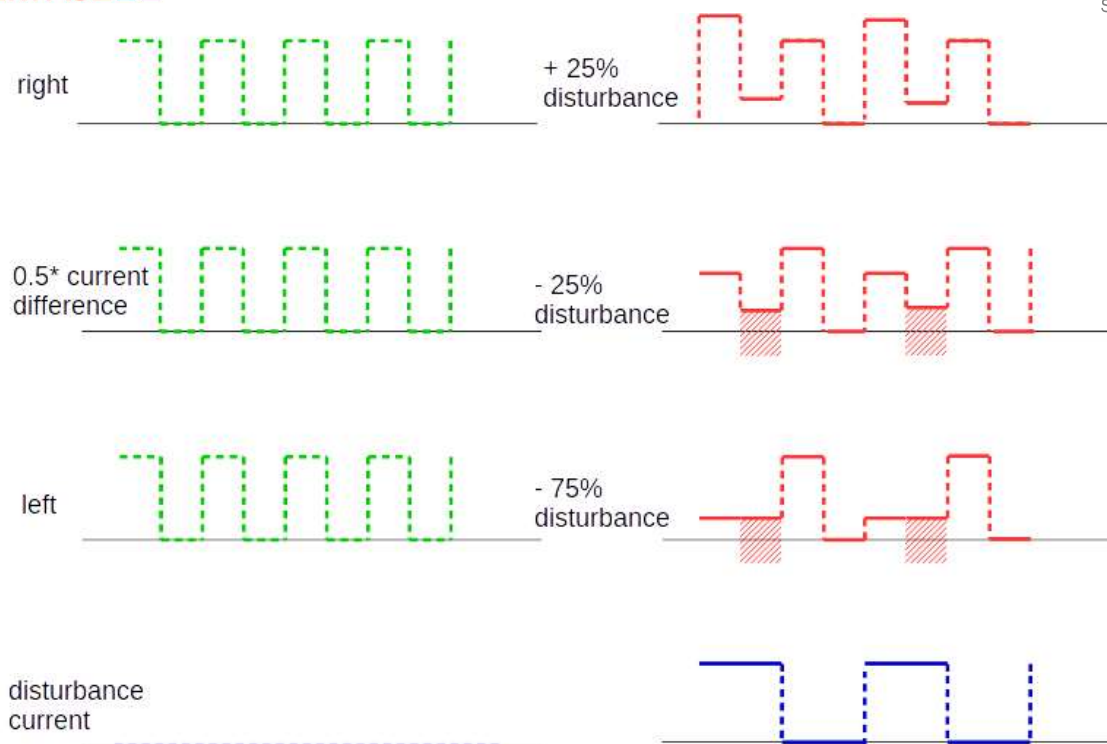 right
+ 25%
disturbance
0.5* current
difference
- 25%
disturbance
left
- 75%
disturbance
disturbance
current